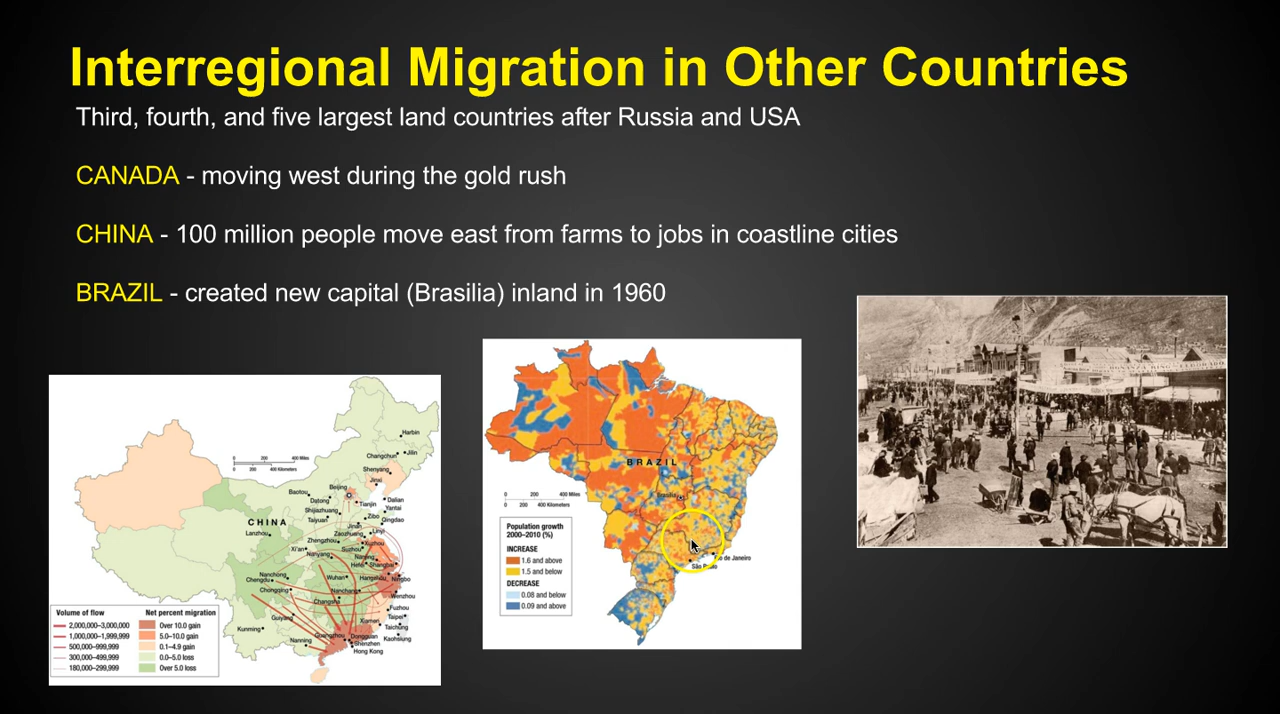 Interregional Migration in Other Countries
Third, fourth, and five largest land countries after Russia and USA
CANADA - moving west during the gold rush
CHINA - 100 million people move east from farms to jobs in coastline cities
BRAZIL - created new capital (Brasilia) inland in 1960
Harbin
Changchun
Jilin
Shenyang
Jinxi
0 200 400 Miles
0 200 400 Kilometers
Beijing
Baotou
Datong
Dalian
Tianjin
Yantai
Shijiazhuang
Zibo
Taiyuan
Qingdao
Jinan
CHINA
Linyi
Lanzhou
Zaozhuang
Zhengzhou
Xuzhou
Xi'an
Suzhou
Nanyang
Nanjing
Hefei
Shanghai
Nanchong
Wuhan
Hangzhou
Ningbo
Chengdu
Chongqing
Nanchang
Wenzhou
Changsha
Fuzhou
Guiyang
Xiamen
Taipei
Taichung
Kunming
Guangzhou
Dongguan
Kaohsiung
Nanning
Shenzhen
Hong Kong
Volume of flow
2,000,000–3,000,000
1,000,000–1,999,999
500,000–999,999
300,000–499,999
180,000–299,999
Net percent migration
Over 10.0 gain
5.0–10.0 gain
0.1–4.9 gain
0.0–5.0 loss
Over 5.0 loss
BRAZIL
Brasília
0 200 400 Miles
0 200 400 Kilometers
Rio de Janeiro
São Paulo
Population growth
2000–2010 (%)
INCREASE
1.6 and above
1.5 and below
DECREASE
0.08 and below
0.09 and above